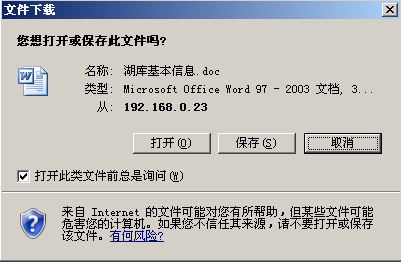 文件下载
您想打开或保存此文件吗?
名称: 湖库基本信息.doc
类型: Microsoft Office Word 97 - 2003 文档, 3...
从: 192.168.0.23
打开(O) 保存(S) 取消
打开此类文件前总是询问(W)
来自 Internet 的文件可能对您有所帮助，但某些文件可能
危害您的计算机。如果您不信任其来源，请不要打开或保存
该文件。有何风险?